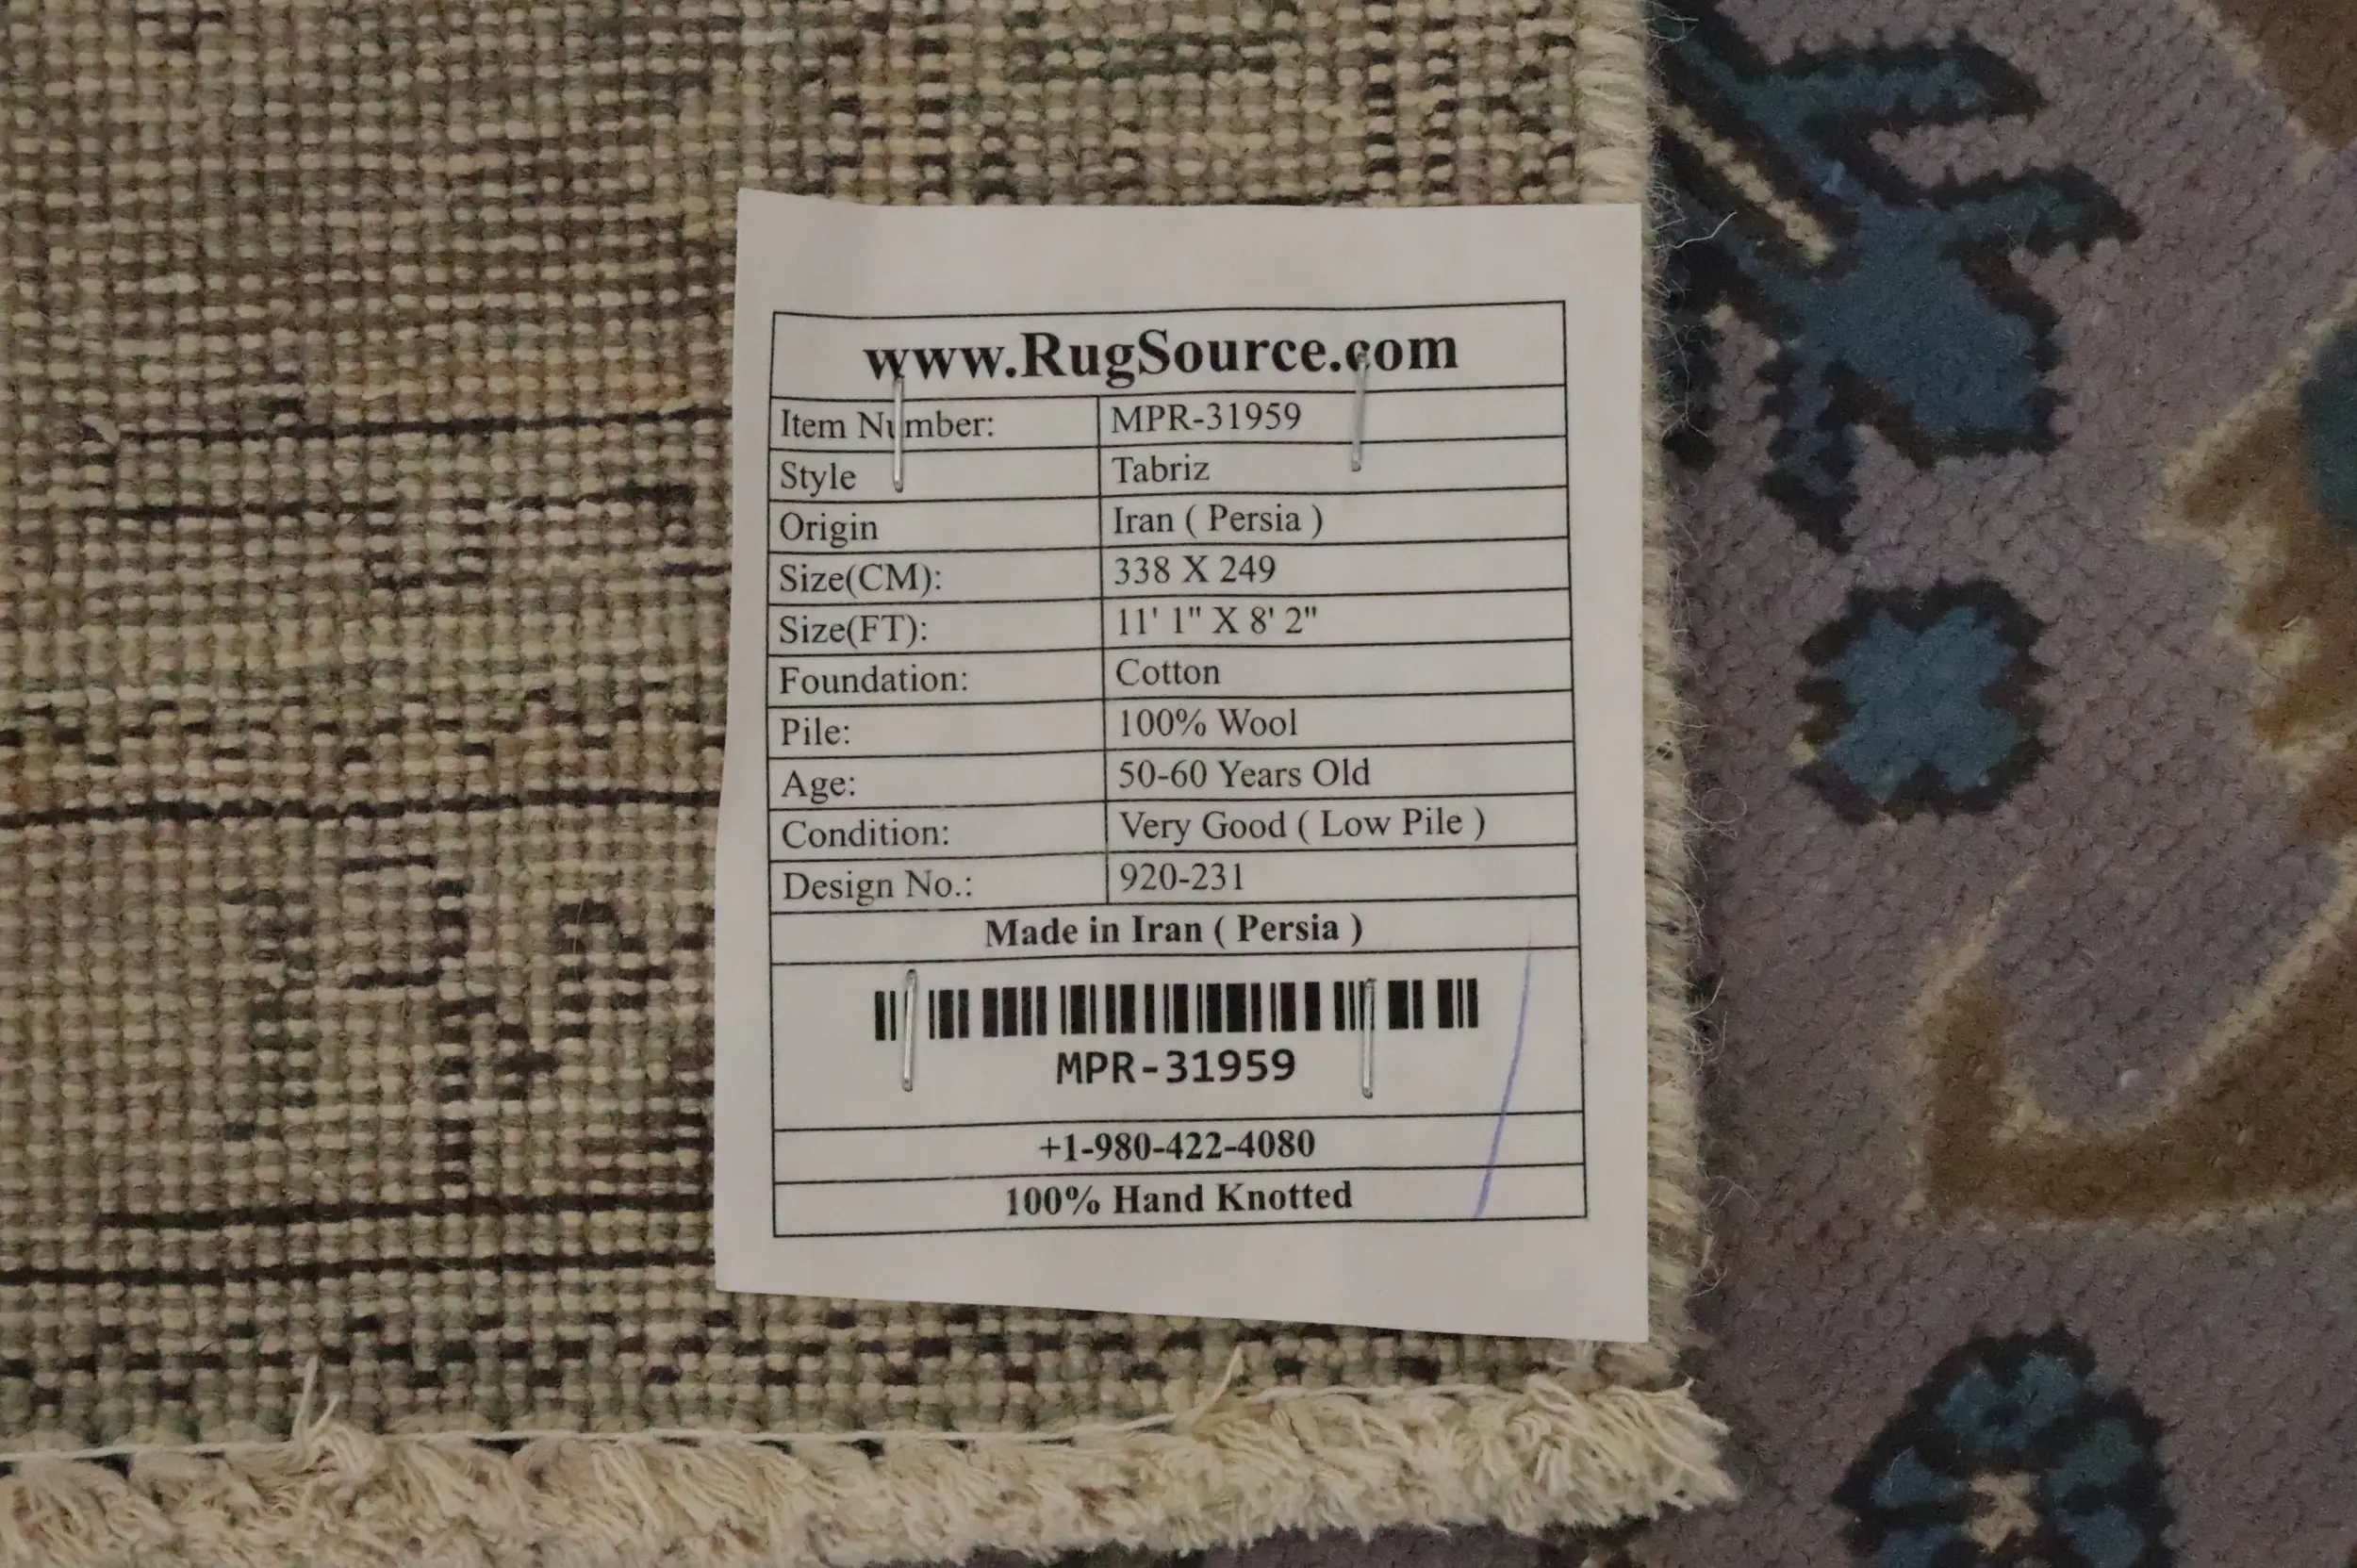 www.RugSource.com
Item Number: MPR-31959
Style Tabriz
Origin Iran ( Persia )
Size(CM): 338 X 249
Size(FT): 11' 1" X 8' 2"
Foundation: Cotton
Pile: 100% Wool
Age: 50-60 Years Old
Condition: Very Good ( Low Pile )
Design No.: 920-231
Made in Iran ( Persia )
MPR-31959
+1-980-422-4080
100% Hand Knotted